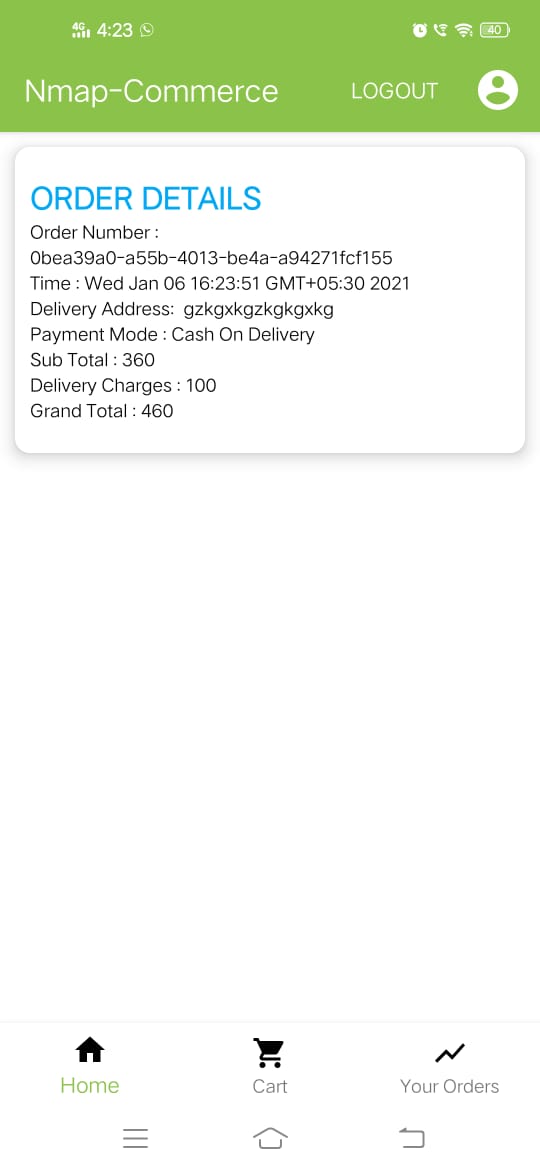 4G 4:23 40
Nmap-Commerce LOGOUT
ORDER DETAILS
Order Number :
0bea39a0-a55b-4013-be4a-a94271fcf155
Time : Wed Jan 06 16:23:51 GMT+05:30 2021
Delivery Address:  gzkgxkgzkgkgxkg
Payment Mode : Cash On Delivery
Sub Total : 360
Delivery Charges : 100
Grand Total : 460
Home Cart Your Orders